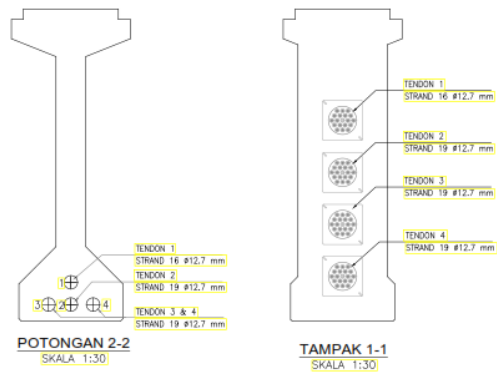 TENDON 1
STRAND 16 ø12.7 mm
TENDON 2
STRAND 19 ø12.7 mm
TENDON 3 & 4
STRAND 19 ø12.7 mm
1
3
2
4
POTONGAN 2-2
SKALA 1:30
TENDON 1
STRAND 16 ø12.7 mm
TENDON 2
STRAND 19 ø12.7 mm
TENDON 3
STRAND 19 ø12.7 mm
TENDON 4
STRAND 19 ø12.7 mm
TAMPAK 1-1
SKALA 1:30